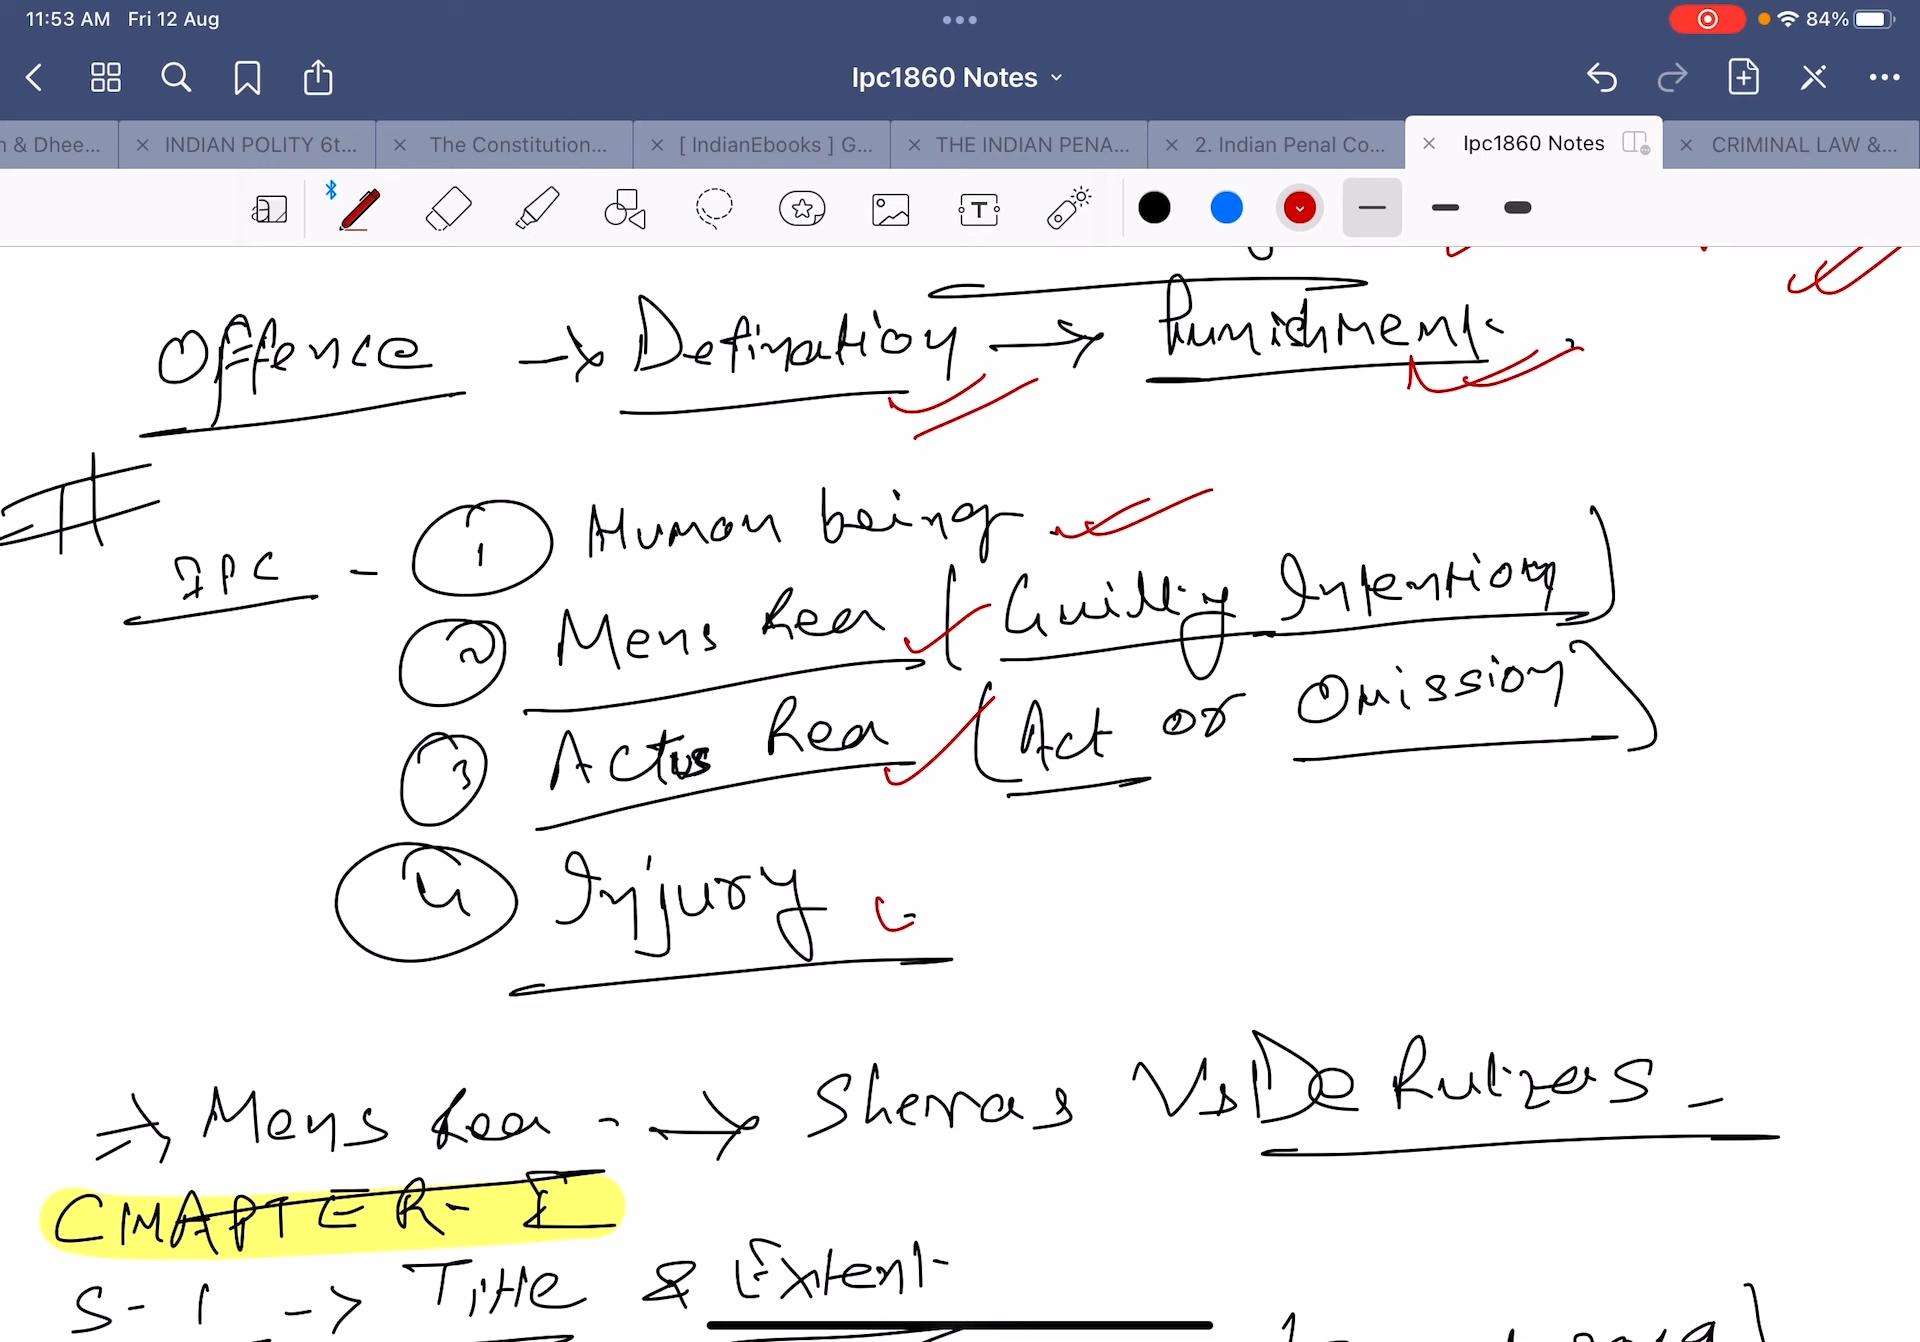 11:53 AM Fri 12 Aug
84%
Ipc1860 Notes
n & Dhee...
INDIAN POLITY 6t...
The Constitution...
[ IndianEbooks ] G...
THE INDIAN PENA...
2. Indian Penal Co...
Ipc1860 Notes
CRIMINAL LAW &...
Offence → Defination → Punishment
IPC - 1 Human being
2 Mens Rea (Guilty Intention)
3 Actus Rea (Act or Omission)
4 Injury
⇒ Mens Rea - → Sherras Vs De Rutzers -
CHAPTER - I
S- 1 -> Title & Extent